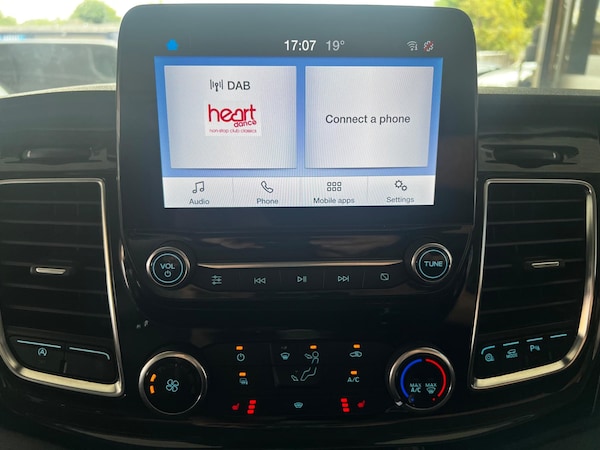 17:07 19°
DAB
heart
dance
non-stop club classics
Connect a phone
Audio Phone Mobile apps Settings
VOL
TUNE
A/C
MAX A/C
MAX